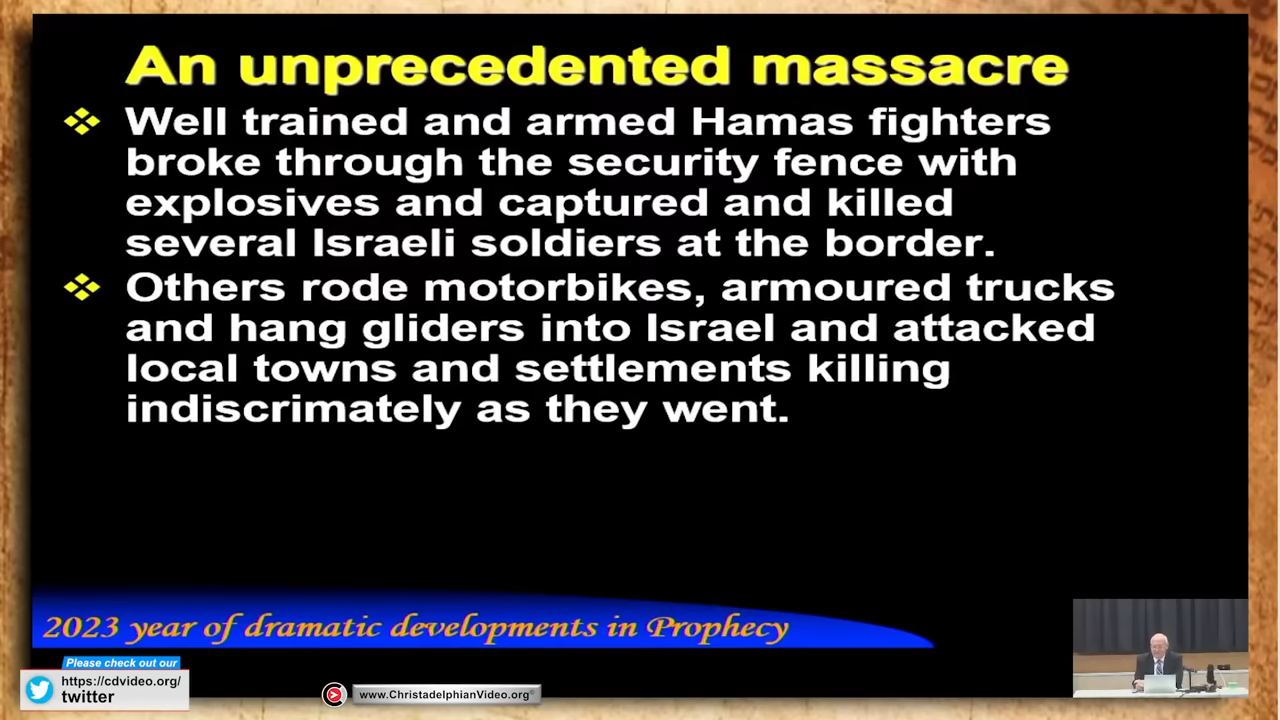 An unprecedented massacre
Well trained and armed Hamas fighters
broke through the security fence with
explosives and captured and killed
several Israeli soldiers at the border.
Others rode motorbikes, armoured trucks
and hang gliders into Israel and attacked
local towns and settlements killing
indiscrimately as they went.
2023 year of dramatic developments in Prophecy
Please check out our
https://cdvideo.org/
twitter
www.ChristadelphianVideo.org